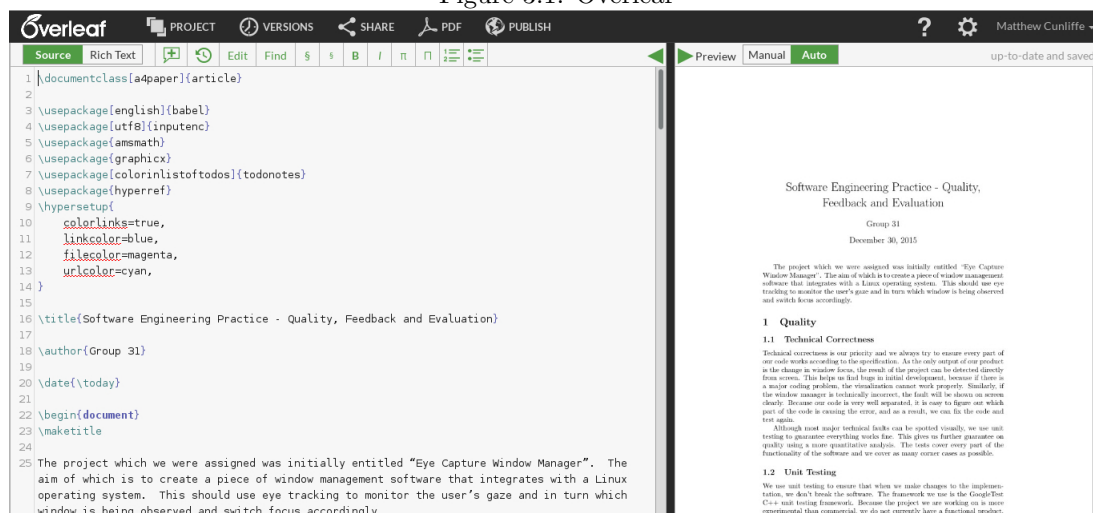 Figure 3.1: Overleaf
Overleaf PROJECT VERSIONS SHARE PDF PUBLISH ? Matthew Cunliffe
Source Rich Text Edit Find § § B I π Π Preview Manual Auto up-to-date and saved
1 \documentclass[a4paper]{article}
2
3 \usepackage[english]{babel}
4 \usepackage[utf8]{inputenc}
5 \usepackage{amsmath}
6 \usepackage{graphicx}
7 \usepackage[colorinlistoftodos]{todonotes}
8 \usepackage{hyperref}
9 \hypersetup{
10 colorlinks=true,
11 linkcolor=blue,
12 filecolor=magenta,
13 urlcolor=cyan,
14 }
15
16 \title{Software Engineering Practice - Quality, Feedback and Evaluation}
17
18 \author{Group 31}
19
20 \date{\today}
21
22 \begin{document}
23 \maketitle
24
25 The project which we were assigned was initially entitled “Eye Capture Window Manager”. The
aim of which is to create a piece of window management software that integrates with a Linux
operating system. This should use eye tracking to monitor the user’s gaze and in turn which
window is being observed and switch focus accordingly.
Software Engineering Practice - Quality,
Feedback and Evaluation
Group 31
December 30, 2015
The project which we were assigned was initially entitled “Eye Capture
Window Manager”. The aim of which is to create a piece of window management
software that integrates with a Linux operating system. This should use eye
tracking to monitor the user’s gaze and in turn which window is being observed
and switch focus accordingly.
1 Quality
1.1 Technical Correctness
Technical correctness is our priority and we always try to ensure every part of
our code works according to the specification. As the only output of our product
is the change in window focus, the result of the project can be detected directly
from screen. This helps us find bugs in initial development, because if there is
a major coding problem, the visualization cannot work properly. Similarly, if
the window manager is technically incorrect, the fault will be shown on screen
clearly. Because our code is very well separated, it is easy to figure out which
part of the code is causing the error, and as a result, we can fix the code and
test again.
Although most major technical faults can be spotted visually, we use unit
testing to guarantee everything works fine. This gives us further guarantee on
quality using a more quantitative analysis. The tests cover every part of the
functionality of the software and we cover as many corner cases as possible.
1.2 Unit Testing
We use unit testing to ensure that when we make changes to the implemen-
tation, we don’t break the software. The framework we use is the GoogleTest
C++ unit testing framework. Because the project we are working on is more
experimental than commercial, we do not currently have a functional product.